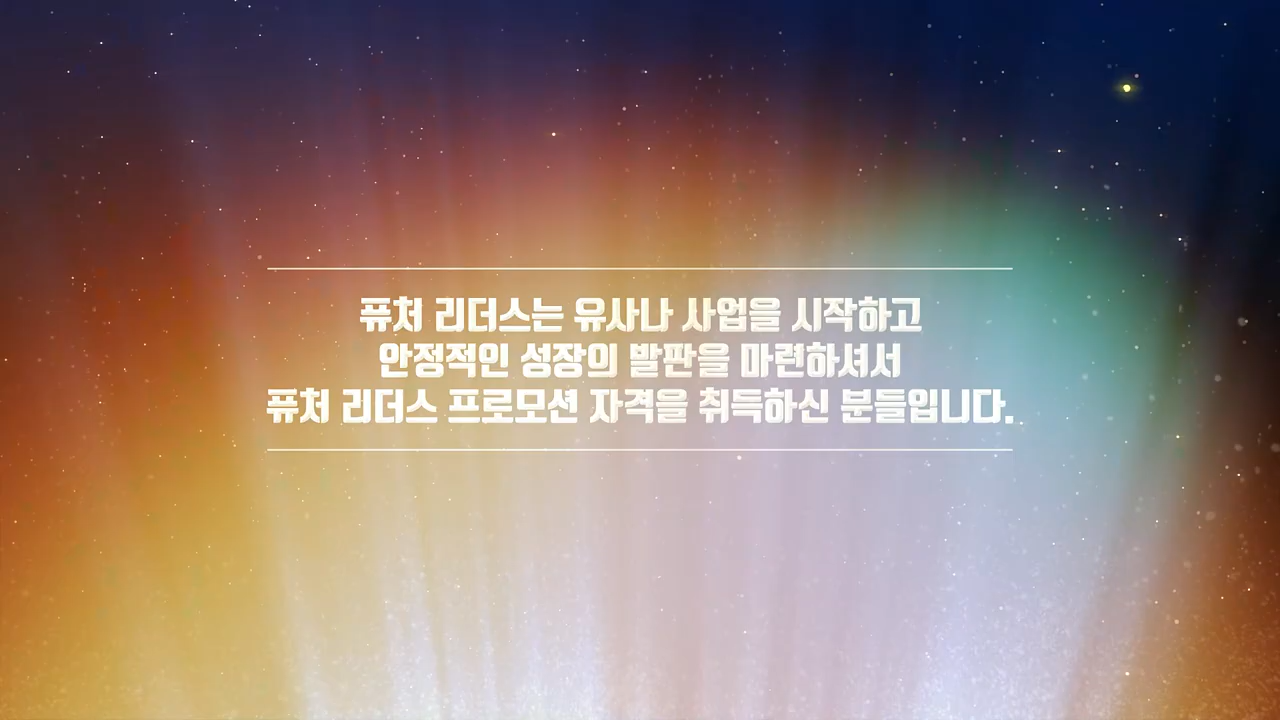 퓨처 리더스는 유사나 사업을 시작하고
안정적인 성장의 발판을 마련하셔서
퓨처 리더스 프로모션 자격을 취득하신 분들입니다.